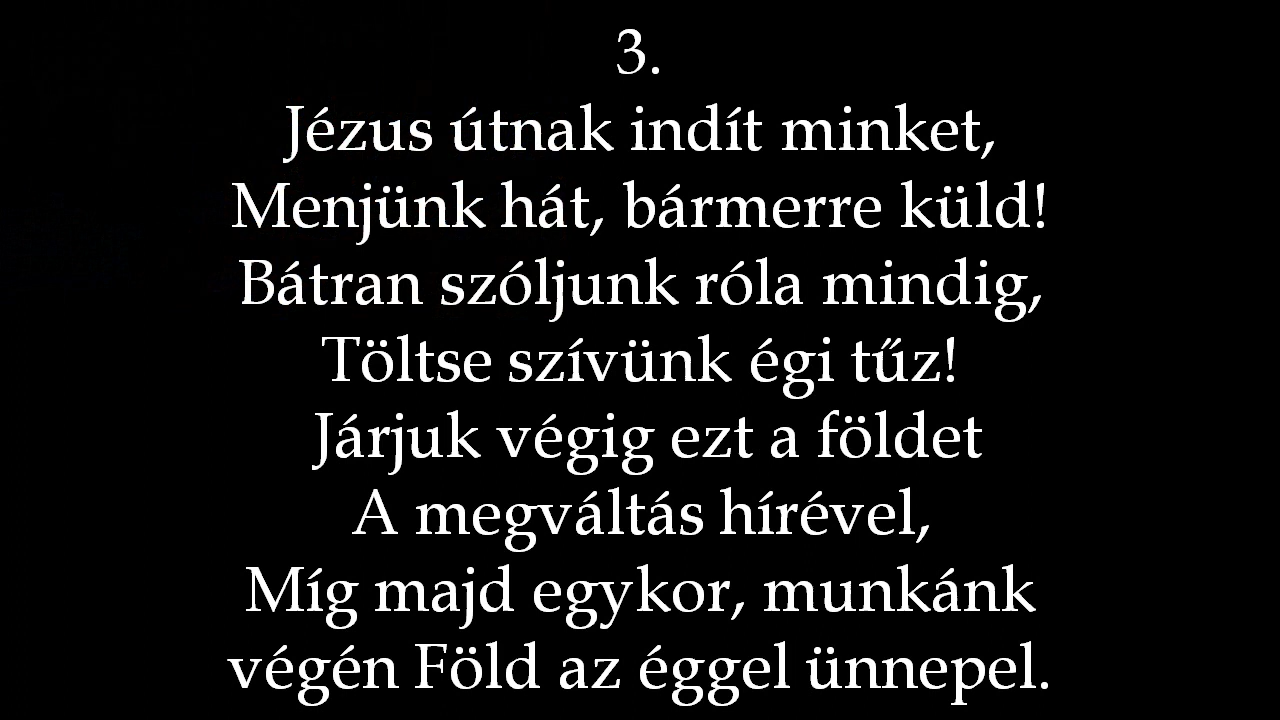 3.
Jézus útnak indít minket,
Menjünk hát, bármerre küld!
Bátran szóljunk róla mindig,
Töltse szívünk égi tűz!
Járjuk végig ezt a földet
A megváltás hírével,
Míg majd egykor, munkánk
végén Föld az éggel ünnepel.